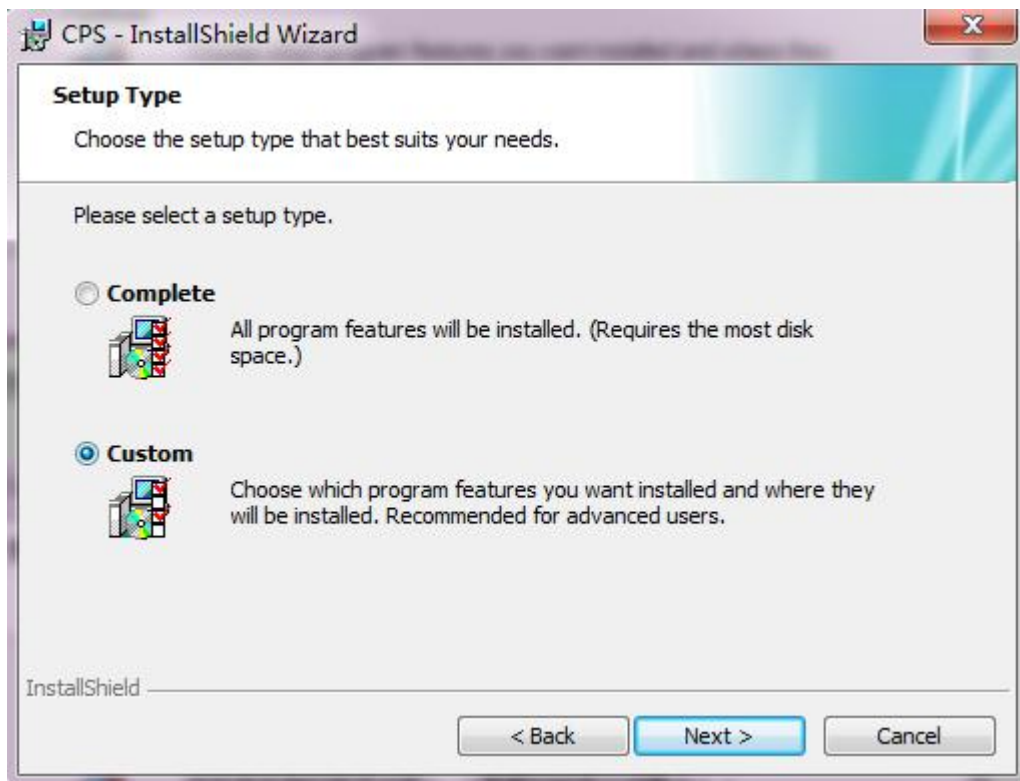 CPS - InstallShield Wizard
Setup Type
Choose the setup type that best suits your needs.
Please select a setup type.
Complete
All program features will be installed. (Requires the most disk
space.)
Custom
Choose which program features you want installed and where they
will be installed. Recommended for advanced users.
InstallShield
< Back
Next >
Cancel